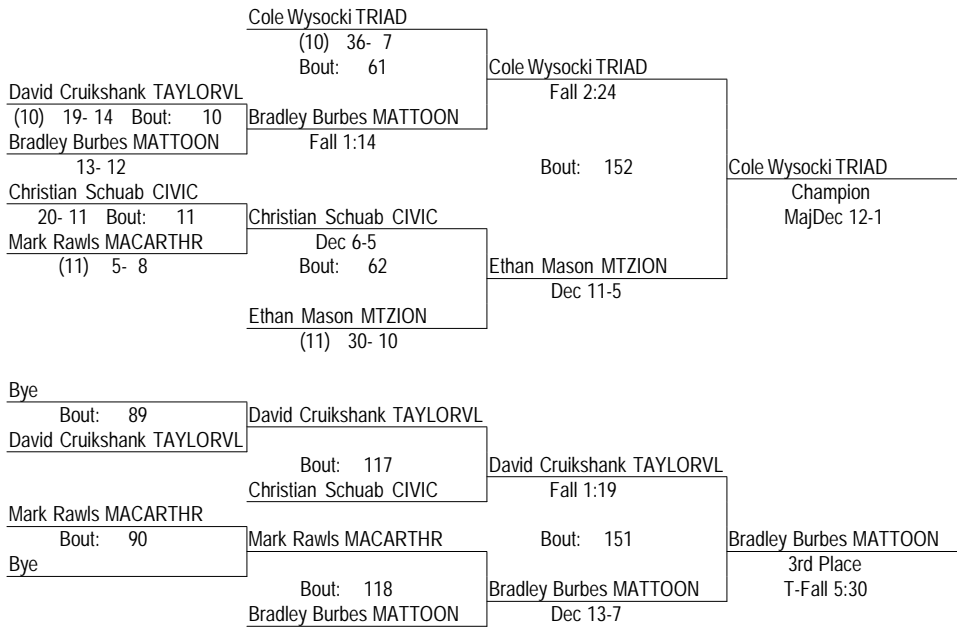 Cole Wysocki TRIAD
(10) 36- 7
Bout: 61
Cole Wysocki TRIAD
David Cruikshank TAYLORVL
Fall 2:24
(10) 19- 14 Bout: 10
Bradley Burbes MATTOON
Bradley Burbes MATTOON
Fall 1:14
13- 12
Bout: 152
Cole Wysocki TRIAD
Christian Schuab CIVIC
Champion
20- 11 Bout: 11
Christian Schuab CIVIC
MajDec 12-1
Mark Rawls MACARTHR
Dec 6-5
(11) 5- 8
Bout: 62
Ethan Mason MTZION
Dec 11-5
Ethan Mason MTZION
(11) 30- 10
Bye
Bout: 89
David Cruikshank TAYLORVL
David Cruikshank TAYLORVL
Bout: 117
David Cruikshank TAYLORVL
Christian Schuab CIVIC
Fall 1:19
Mark Rawls MACARTHR
Bout: 90
Mark Rawls MACARTHR
Bout: 151
Bradley Burbes MATTOON
Bye
3rd Place
Bout: 118
Bradley Burbes MATTOON
T-Fall 5:30
Bradley Burbes MATTOON
Dec 13-7